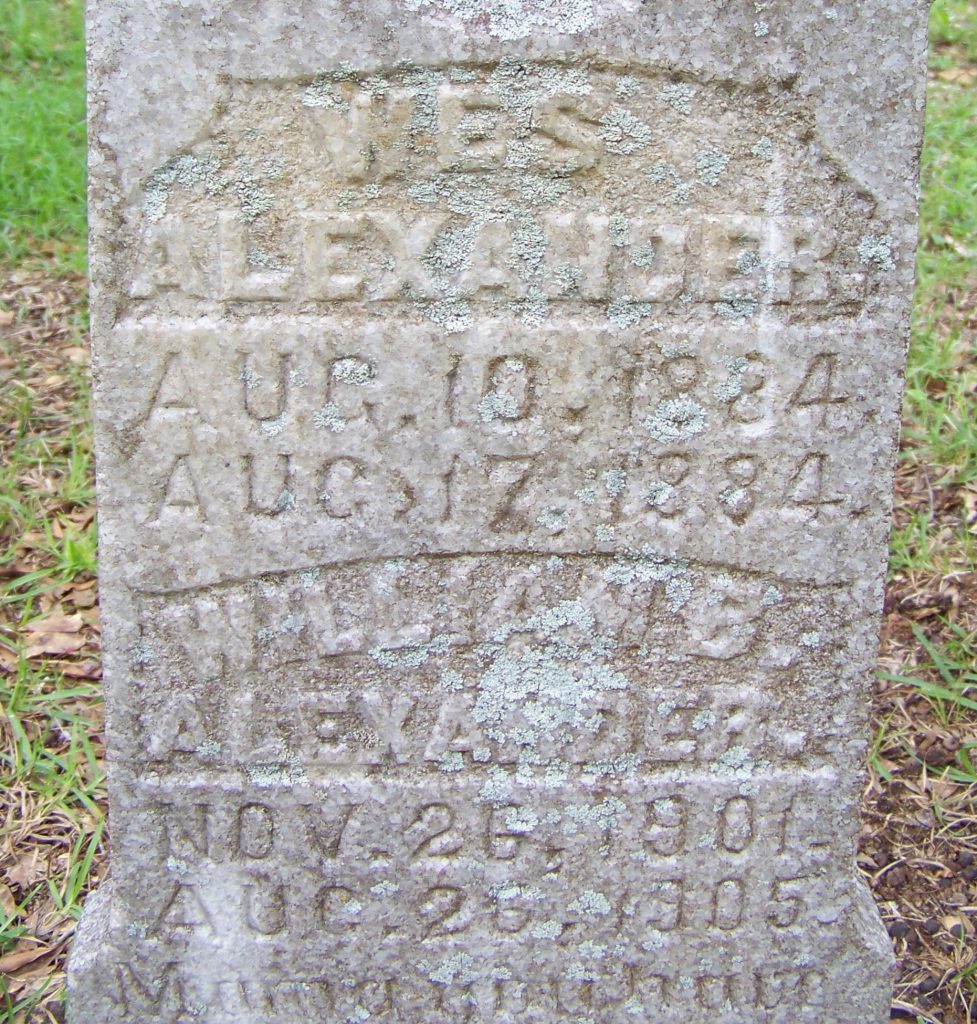 WES
ALEXANDER.
AUG. 10, 1884
AUG, 17, 1884.
WILLIAM B.
ALEXANDER.
NOV. 26, 1901.
AUG. 26, 1905.